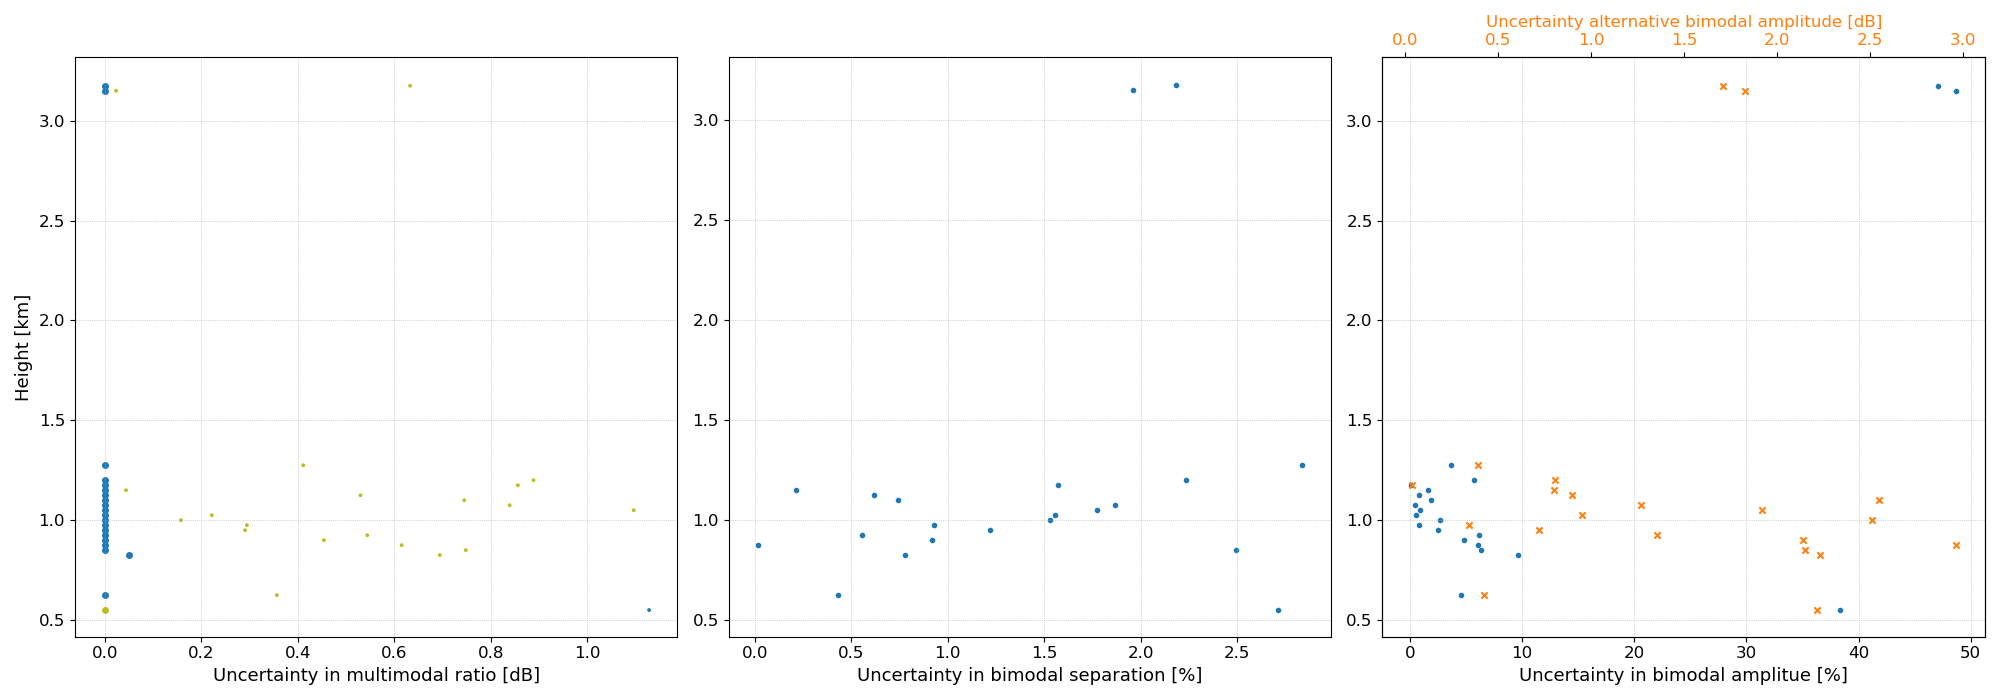 Uncertainty alternative bimodal amplitude [dB]
0.0 0.5 1.0 1.5 2.0 2.5 3.0
Height [km]
3.0
2.5
2.0
1.5
1.0
0.5
0.0 0.2 0.4 0.6 0.8 1.0
Uncertainty in multimodal ratio [dB]
3.0
2.5
2.0
1.5
1.0
0.5
0.0 0.5 1.0 1.5 2.0 2.5
Uncertainty in bimodal separation [%]
3.0
2.5
2.0
1.5
1.0
0.5
0 10 20 30 40 50
Uncertainty in bimodal amplitue [%]